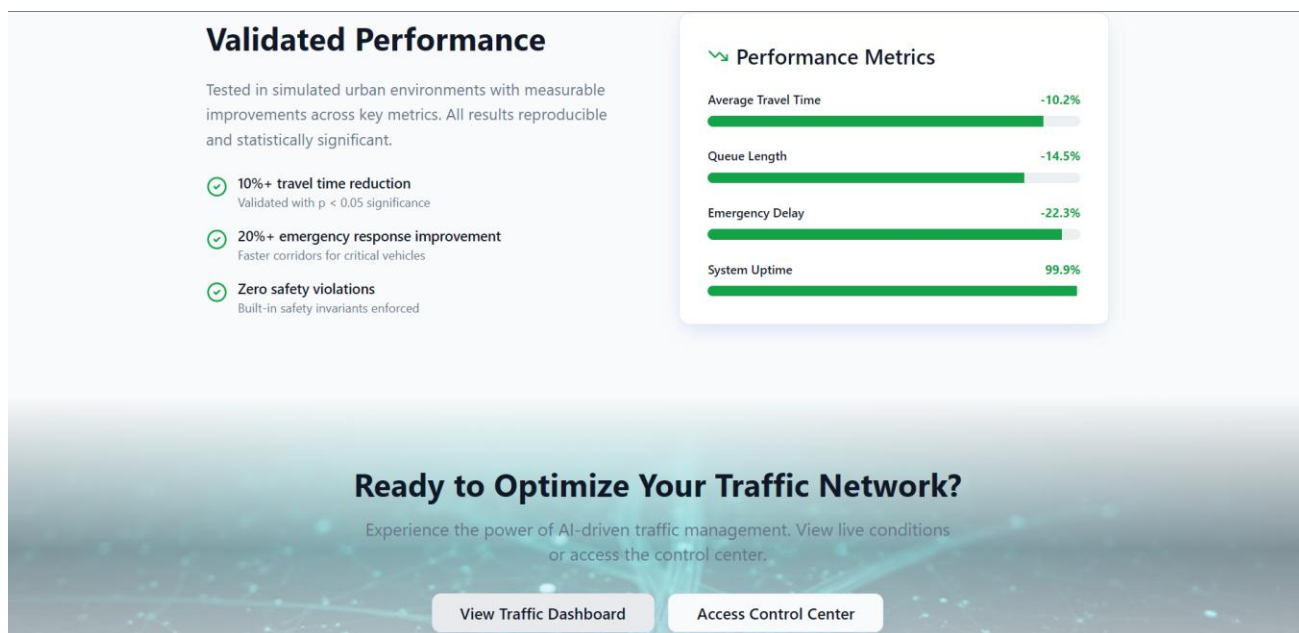 Validated Performance
Tested in simulated urban environments with measurable
improvements across key metrics. All results reproducible
and statistically significant.
10%+ travel time reduction
Validated with p < 0.05 significance
20%+ emergency response improvement
Faster corridors for critical vehicles
Zero safety violations
Built-in safety invariants enforced
Performance Metrics
Average Travel Time -10.2%
Queue Length -14.5%
Emergency Delay -22.3%
System Uptime 99.9%
Ready to Optimize Your Traffic Network?
Experience the power of AI-driven traffic management. View live conditions
or access the control center.
View Traffic Dashboard Access Control Center